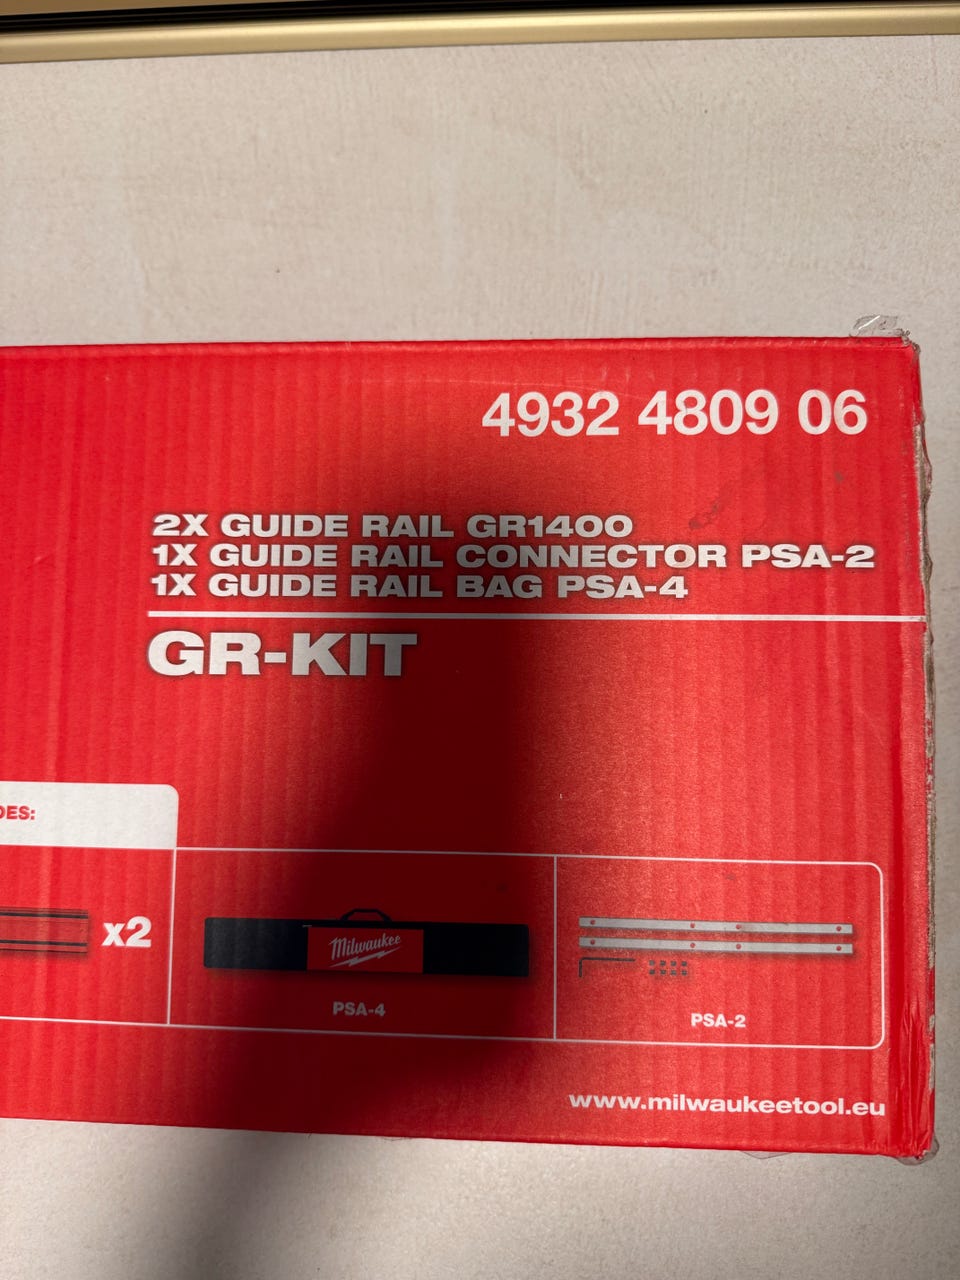 4932 4809 06
2X GUIDE RAIL GR1400
1X GUIDE RAIL CONNECTOR PSA-2
1X GUIDE RAIL BAG PSA-4
GR-KIT
DES:
x2
Milwaukee
PSA-4
PSA-2
www.milwaukeetool.eu